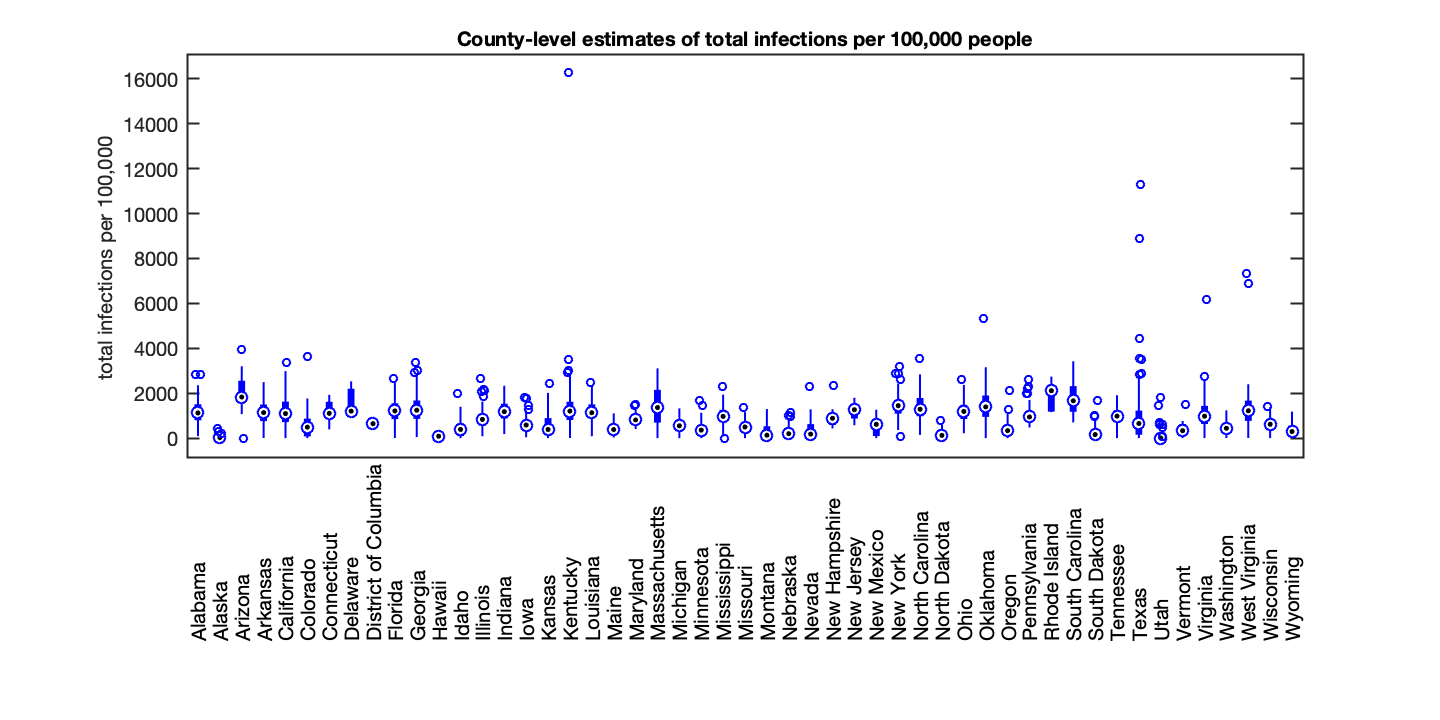 County-level estimates of total infections per 100,000 people
total infections per 100,000
16000
14000
12000
10000
8000
6000
4000
2000
0
Alabama
Alaska
Arizona
Arkansas
California
Colorado
Connecticut
Delaware
District of Columbia
Florida
Georgia
Hawaii
Idaho
Illinois
Indiana
Iowa
Kansas
Kentucky
Louisiana
Maine
Maryland
Massachusetts
Michigan
Minnesota
Mississippi
Missouri
Montana
Nebraska
Nevada
New Hampshire
New Jersey
New Mexico
New York
North Carolina
North Dakota
Ohio
Oklahoma
Oregon
Pennsylvania
Rhode Island
South Carolina
South Dakota
Tennessee
Texas
Utah
Vermont
Virginia
Washington
West Virginia
Wisconsin
Wyoming